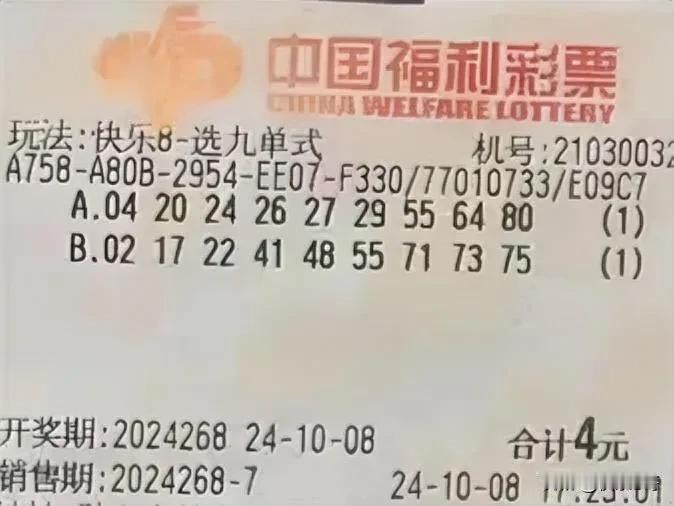 中国福利彩票
CHINA WELFARE LOTTERY
玩法:快乐8-选九单式 机号:21030032
A758-A80B-2954-EE07-F330/77010733/E09C7
A.04 20 24 26 27 29 55 64 80 (1)
B.02 17 22 41 48 55 71 73 75 (1)
开奖期:2024268 24-10-08 合计4元
销售期:2024268-7 24-10-08 17:25:01